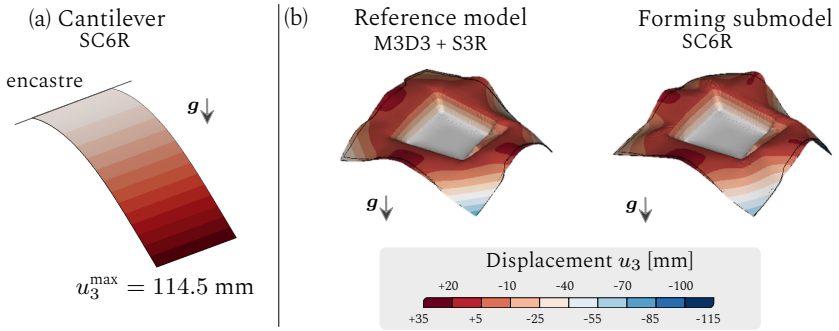 (a) Cantilever
SC6R
encastre
g
u₃ᵐᵃˣ = 114.5 mm
(b)
Reference model
M3D3 + S3R
g
Forming submodel
SC6R
g
Displacement u₃ [mm]
+20 -10 -40 -70 -100
+35 +5 -25 -55 -85 -115